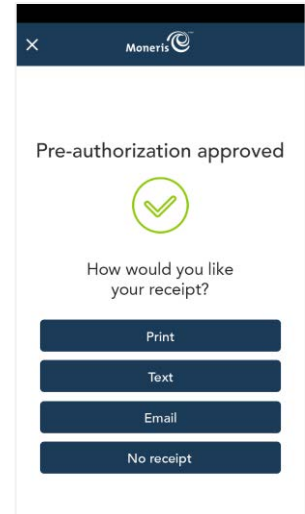 Moneris
Pre-authorization approved
How would you like
your receipt?
Print
Text
Email
No receipt